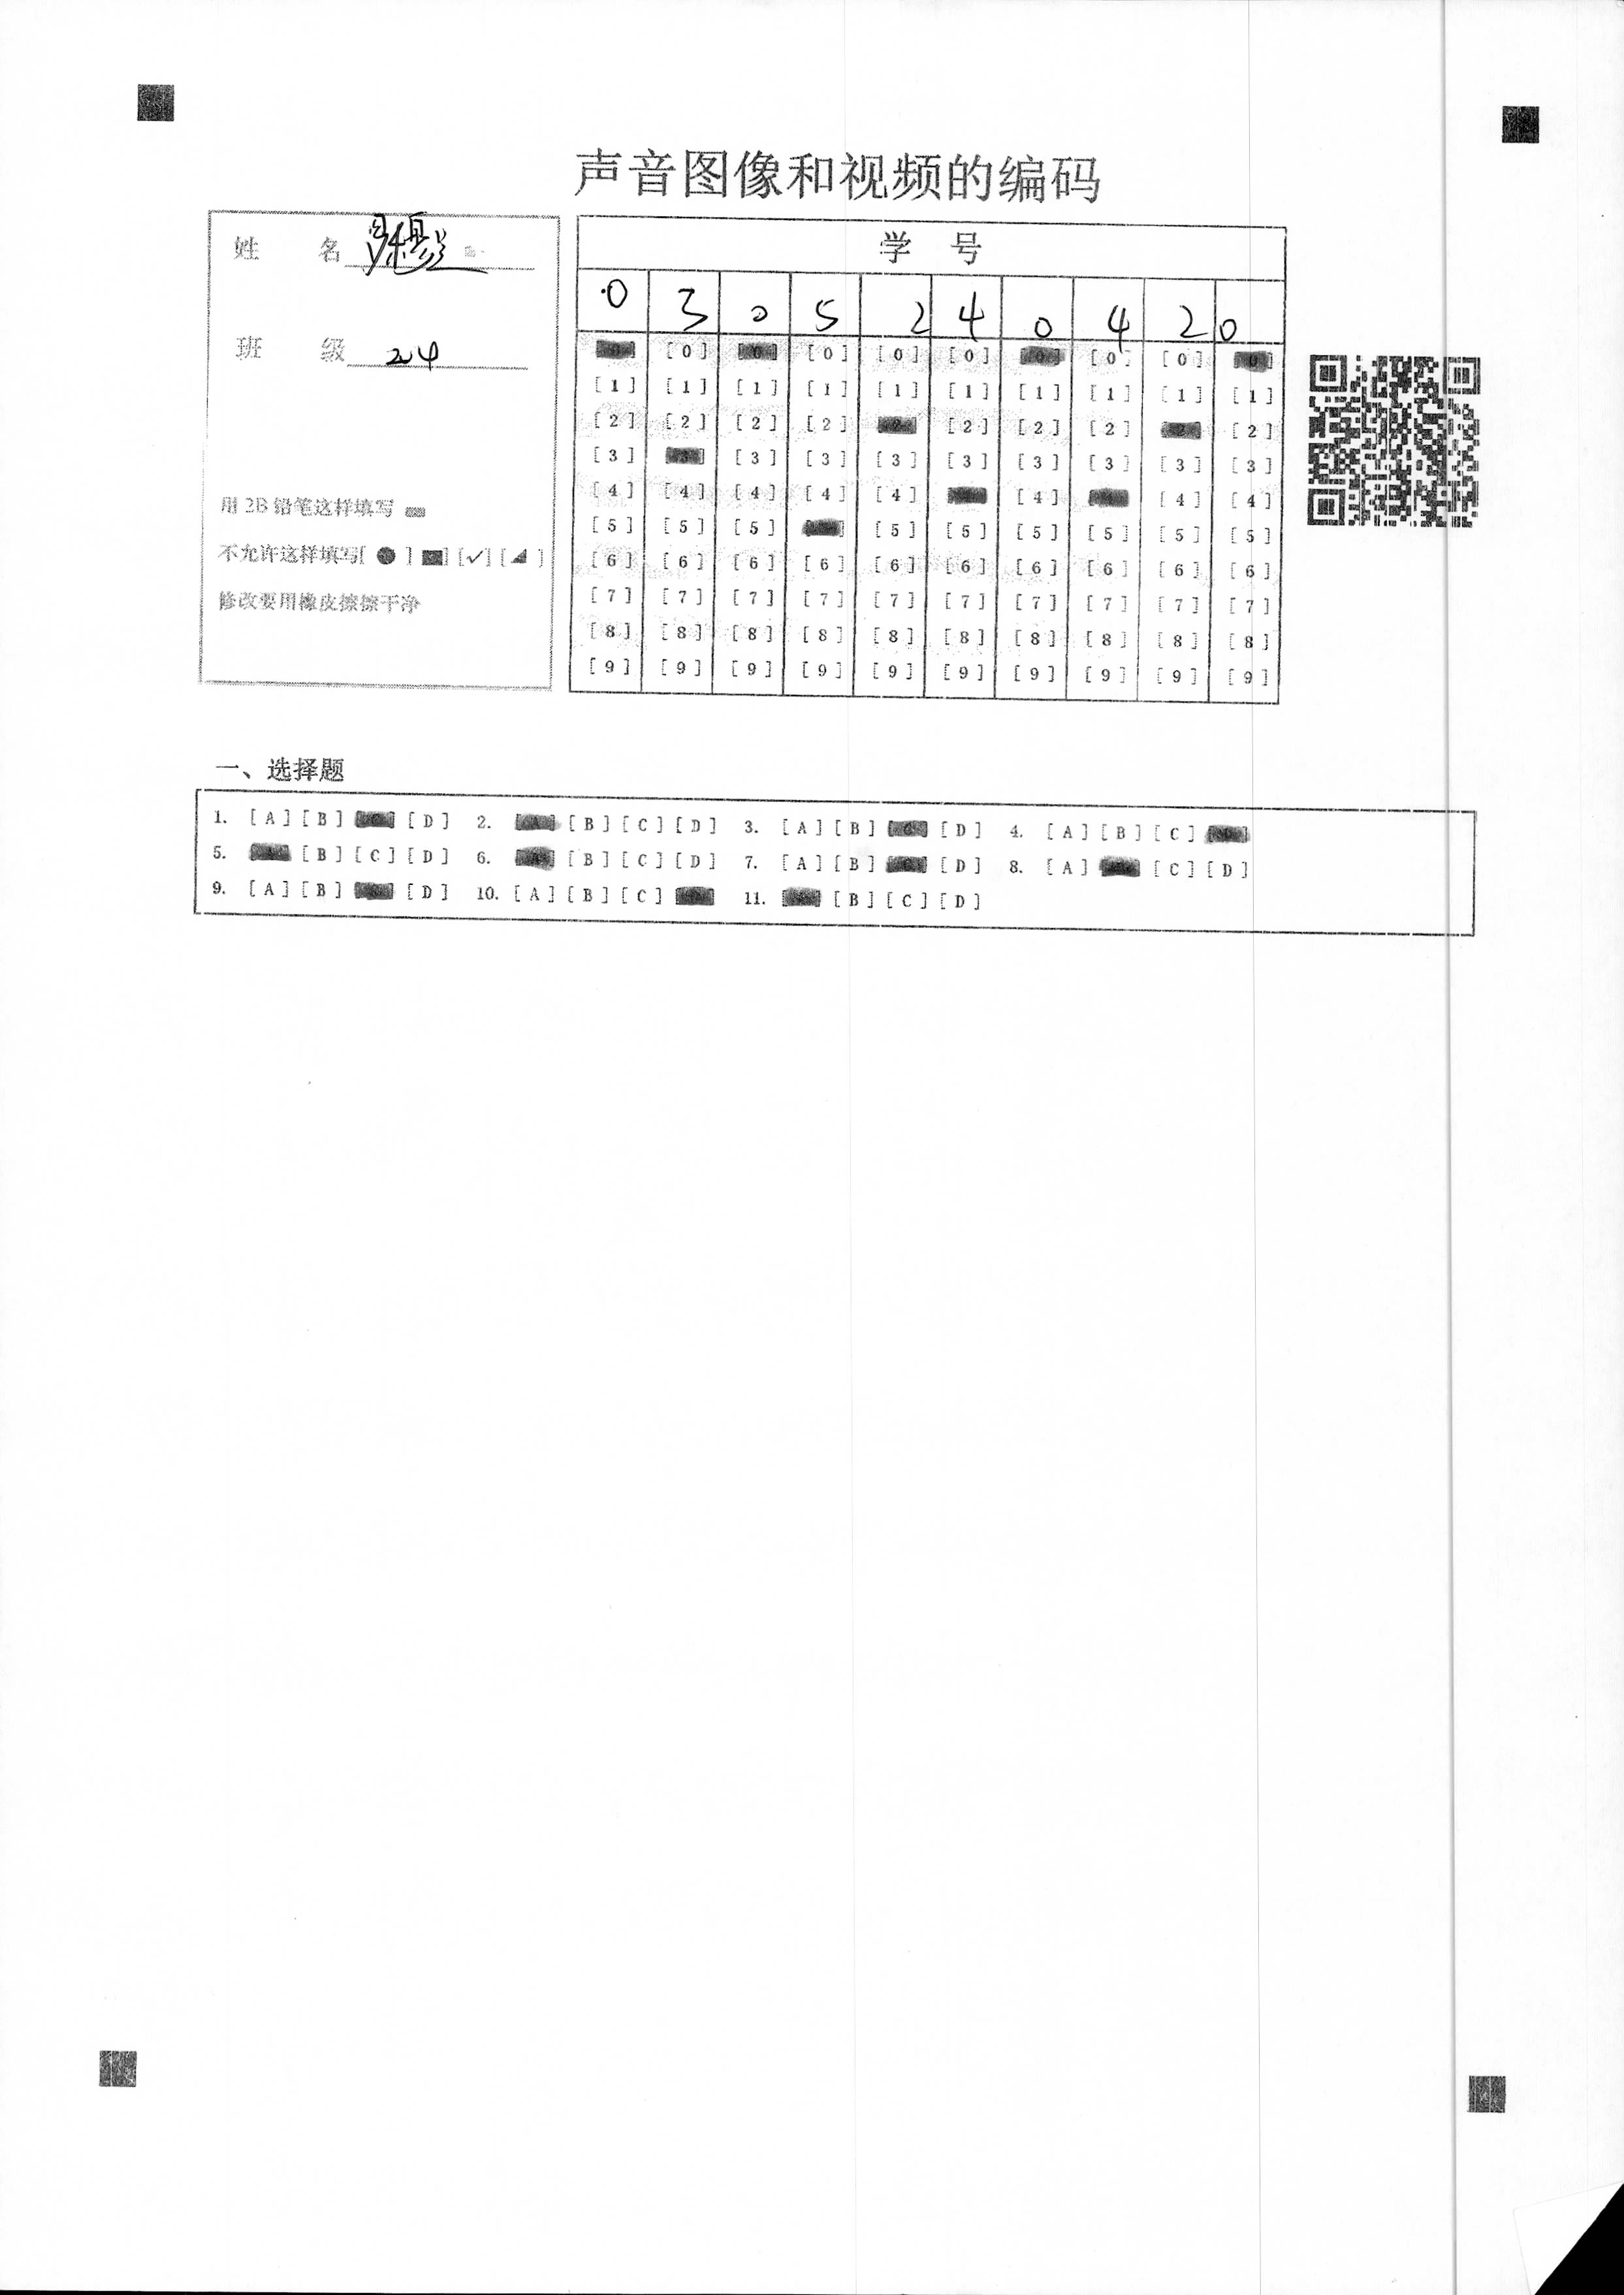 声音图像和视频的编码
姓 名
班 级 204
用 2B 铅笔这样填写
不允许这样填写[ ● ] [✓] [ ]
修改要用橡皮擦擦干净
学 号
0 3 0 5 2 4 0 4 2 0
[0] [0] [0] [0] [0] [0] [0] [0] [0] [0]
[1] [1] [1] [1] [1] [1] [1] [1] [1] [1]
[2] [2] [2] [2] [2] [2] [2] [2] [2] [2]
[3] [3] [3] [3] [3] [3] [3] [3] [3] [3]
[4] [4] [4] [4] [4] [4] [4] [4]
[5] [5] [5] [5] [5] [5] [5] [5] [5]
[6] [6] [6] [6] [6] [6] [6] [6] [6] [6]
[7] [7] [7] [7] [7] [7] [7] [7] [7] [7]
[8] [8] [8] [8] [8] [8] [8] [8] [8] [8]
[9] [9] [9] [9] [9] [9] [9] [9] [9] [9]
一、选择题
1. [A] [B] [C] [D] 2. [A] [B] [C] [D] 3. [A] [B] [C] [D] 4. [A] [B] [C]
5. [B] [C] [D] 6. [A] [B] [C] [D] 7. [A] [B] [C] [D] 8. [A] [C] [D]
9. [A] [B] [C] [D] 10. [A] [B] [C] 11. [B] [C] [D]